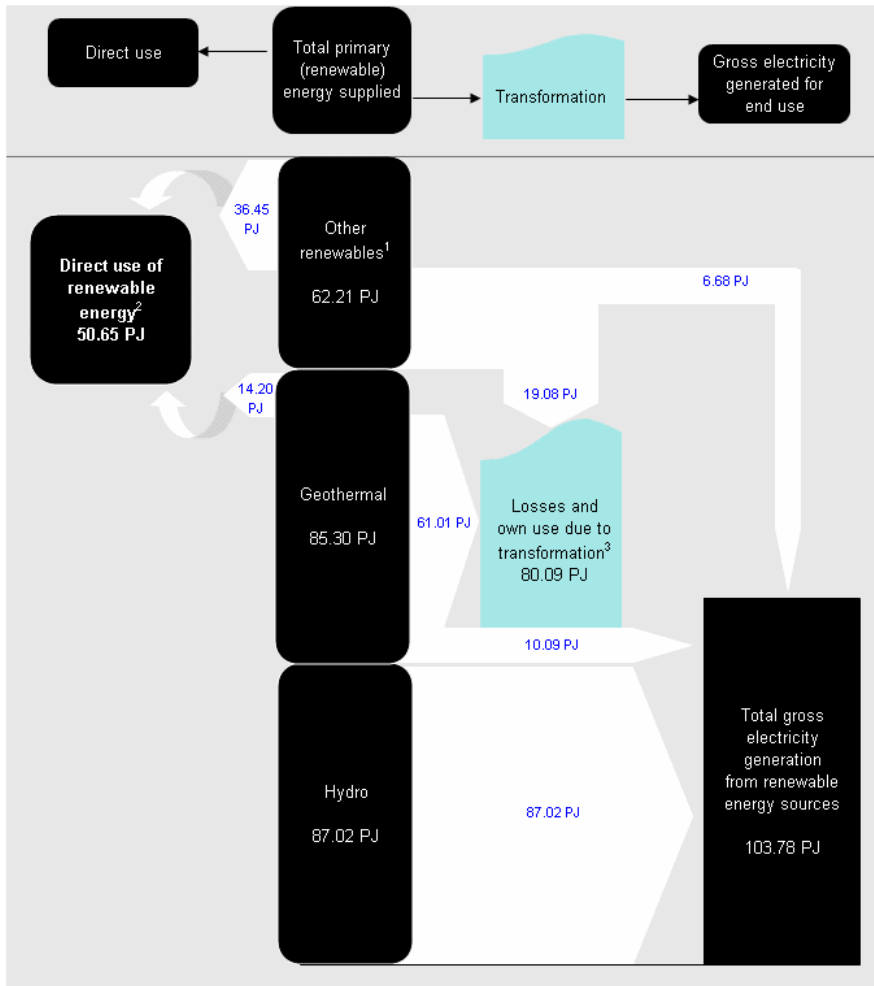 Direct use
Total primary
(renewable)
energy supplied
Transformation
Gross electricity
generated for
end use
36.45
PJ
Other
renewables¹
62.21 PJ
6.68 PJ
Direct use of
renewable
energy²
50.65 PJ
14.20
PJ
19.08 PJ
Geothermal
85.30 PJ
61.01 PJ
Losses and
own use due to
transformation³
80.09 PJ
10.09 PJ
Hydro
87.02 PJ
87.02 PJ
Total gross
electricity
generation
from renewable
energy sources
103.78 PJ